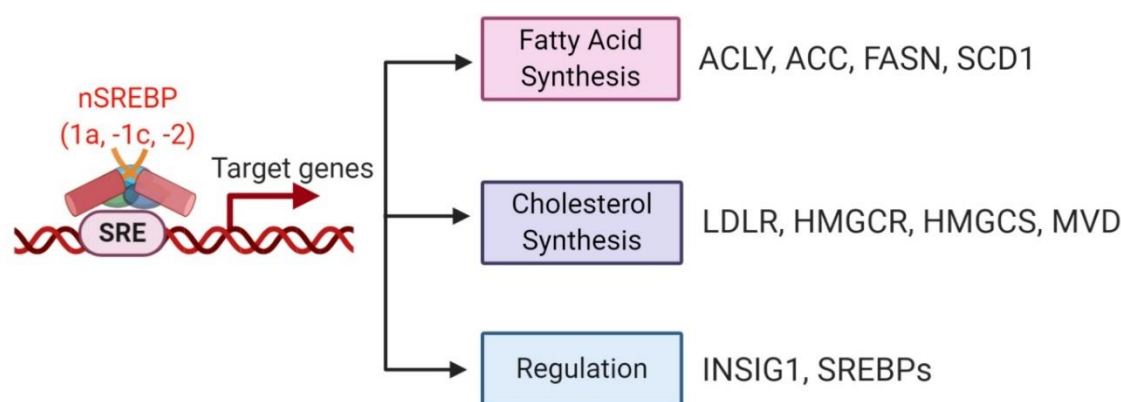 nSREBP
(1a, -1c, -2)
SRE
Target genes
Fatty Acid
Synthesis
ACLY, ACC, FASN, SCD1
Cholesterol
Synthesis
LDLR, HMGCR, HMGCS, MVD
Regulation
INSIG1, SREBPs